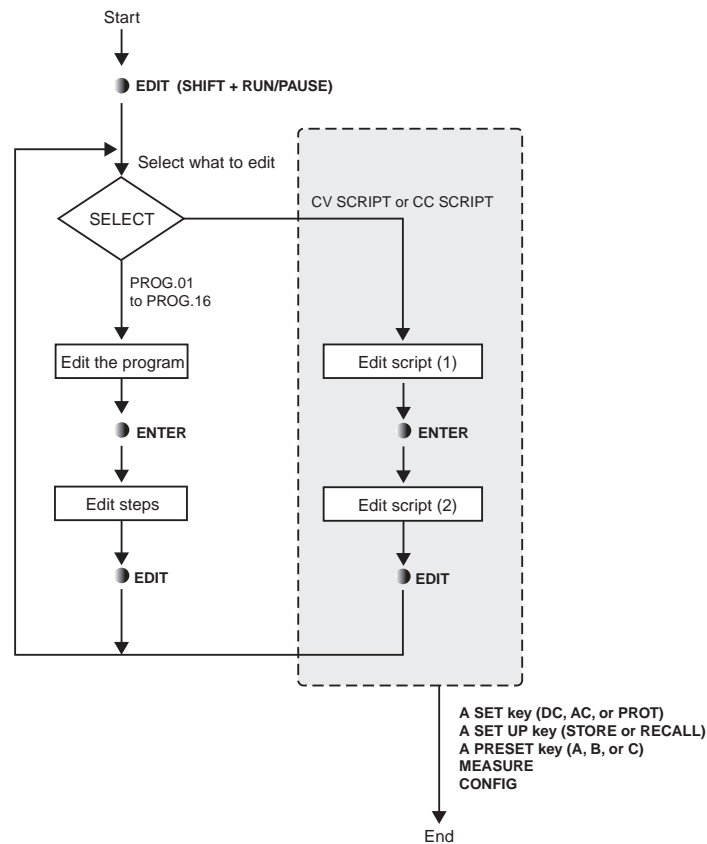 Start
EDIT (SHIFT + RUN/PAUSE)
Select what to edit
SELECT
CV SCRIPT or CC SCRIPT
PROG.01
to PROG.16
Edit the program
Edit script (1)
ENTER
ENTER
Edit steps
Edit script (2)
EDIT
EDIT
A SET key (DC, AC, or PROT)
A SET UP key (STORE or RECALL)
A PRESET key (A, B, or C)
MEASURE
CONFIG
End